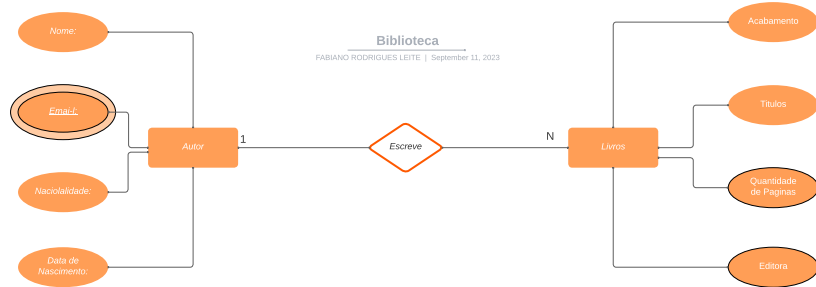 Biblioteca
FABIANO RODRIGUES LEITE | September 11, 2023
Nome:
Emai-l:
Naciolalidade:
Data de
Nascimento:
Autor
1
Escreve
N
Livros
Acabamento
Titulos
Quantidade
de Paginas
Editora